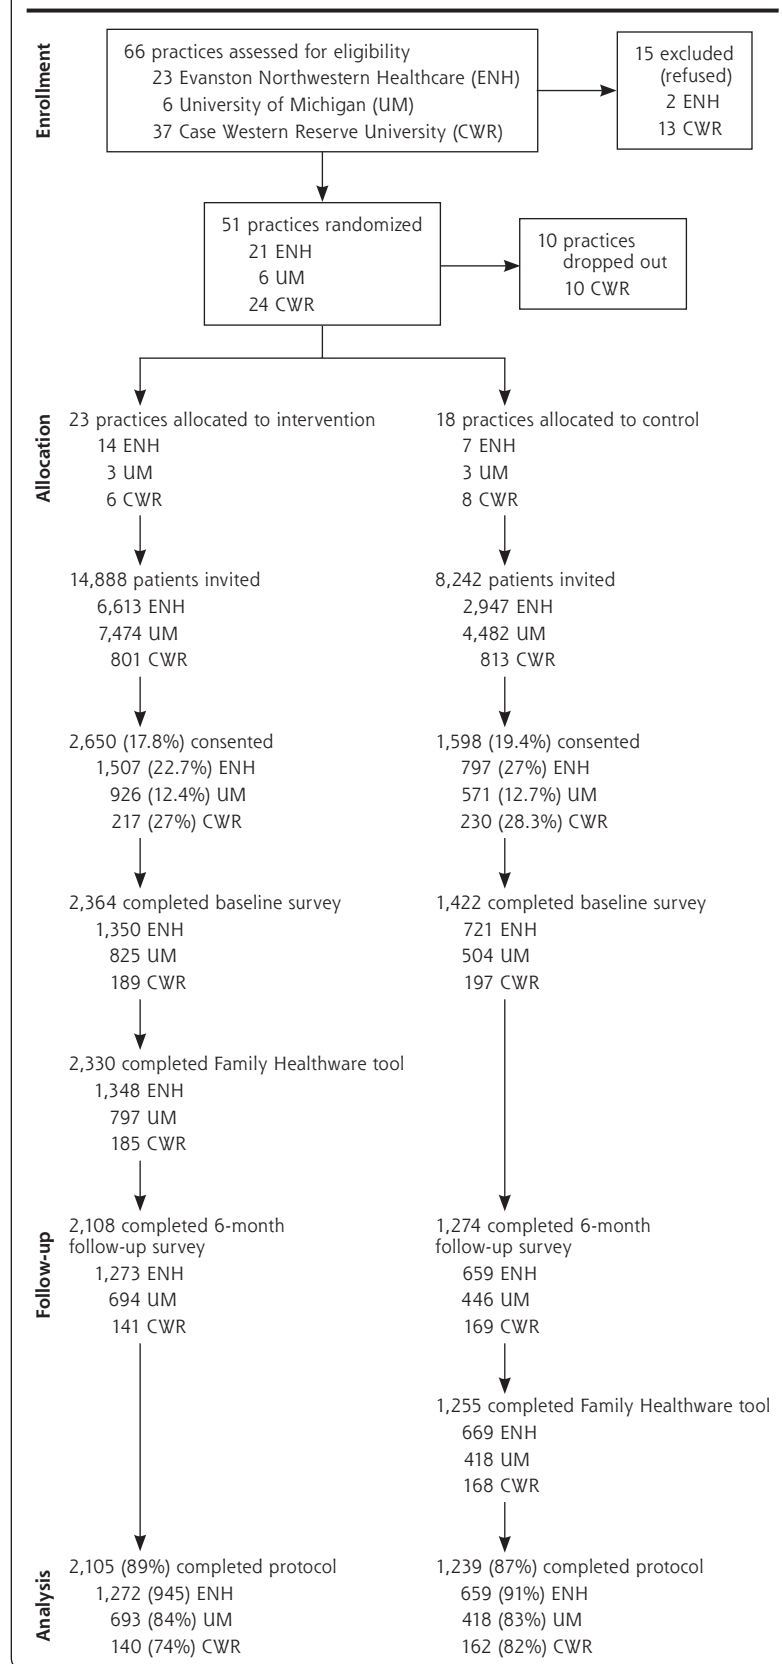 Enrollment
66 practices assessed for eligibility
23 Evanston Northwestern Healthcare (ENH)
6 University of Michigan (UM)
37 Case Western Reserve University (CWR)
15 excluded
(refused)
2 ENH
13 CWR
51 practices randomized
21 ENH
6 UM
24 CWR
10 practices
dropped out
10 CWR
Allocation
23 practices allocated to intervention
14 ENH
3 UM
6 CWR
18 practices allocated to control
7 ENH
3 UM
8 CWR
14,888 patients invited
6,613 ENH
7,474 UM
801 CWR
8,242 patients invited
2,947 ENH
4,482 UM
813 CWR
2,650 (17.8%) consented
1,507 (22.7%) ENH
926 (12.4%) UM
217 (27%) CWR
1,598 (19.4%) consented
797 (27%) ENH
571 (12.7%) UM
230 (28.3%) CWR
2,364 completed baseline survey
1,350 ENH
825 UM
189 CWR
1,422 completed baseline survey
721 ENH
504 UM
197 CWR
2,330 completed Family Healthware tool
1,348 ENH
797 UM
185 CWR
Follow-up
2,108 completed 6-month
follow-up survey
1,273 ENH
694 UM
141 CWR
1,274 completed 6-month
follow-up survey
659 ENH
446 UM
169 CWR
1,255 completed Family Healthware tool
669 ENH
418 UM
168 CWR
Analysis
2,105 (89%) completed protocol
1,272 (945) ENH
693 (84%) UM
140 (74%) CWR
1,239 (87%) completed protocol
659 (91%) ENH
418 (83%) UM
162 (82%) CWR